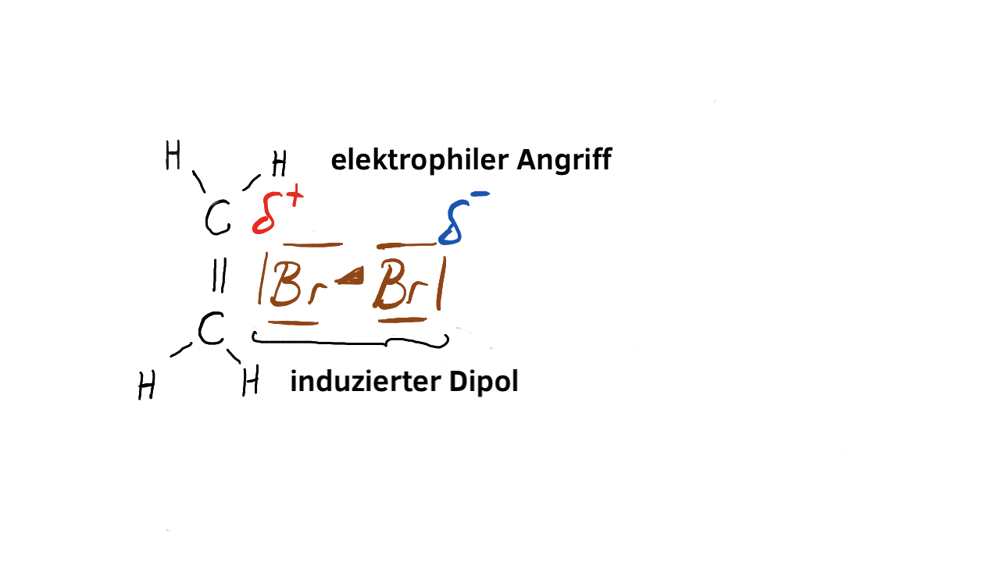 H H elektrophiler Angriff
C δ+ δ-
|Br Br|
C
H H induzierter Dipol